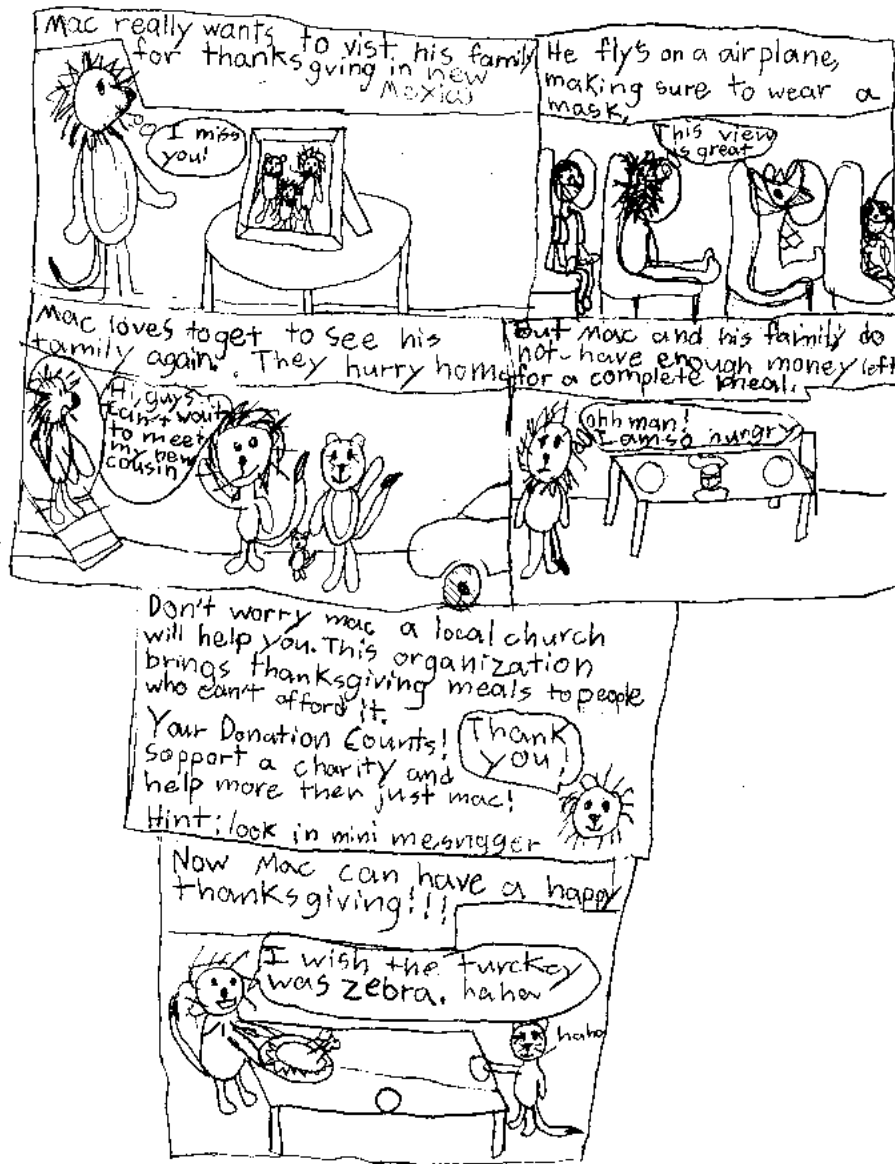 Mac really wants to vist his family
for thanksgving in new
Mexico
I miss
you!
He fly's on a airplane,
making sure to wear a
mask.
This view
is great
Mac loves toget to see his
family again. They hurry home
Hi, guys
can't wait
to meet
my new
cousin
But Mac and his family do
not have enough money left
for a complete meal.
ohh man!
I am so hungry
Don't worry mac a local church
will help you. This organization
brings thanksgiving meals to people
who can't afford it.
Your Donation Counts!
Support a charity and
help more then just mac!
Hint: look in mini mesngger
Thank
you!
Now Mac can have a happy
thanksgiving!!!
I wish the turckey
was zebra. haha
haha